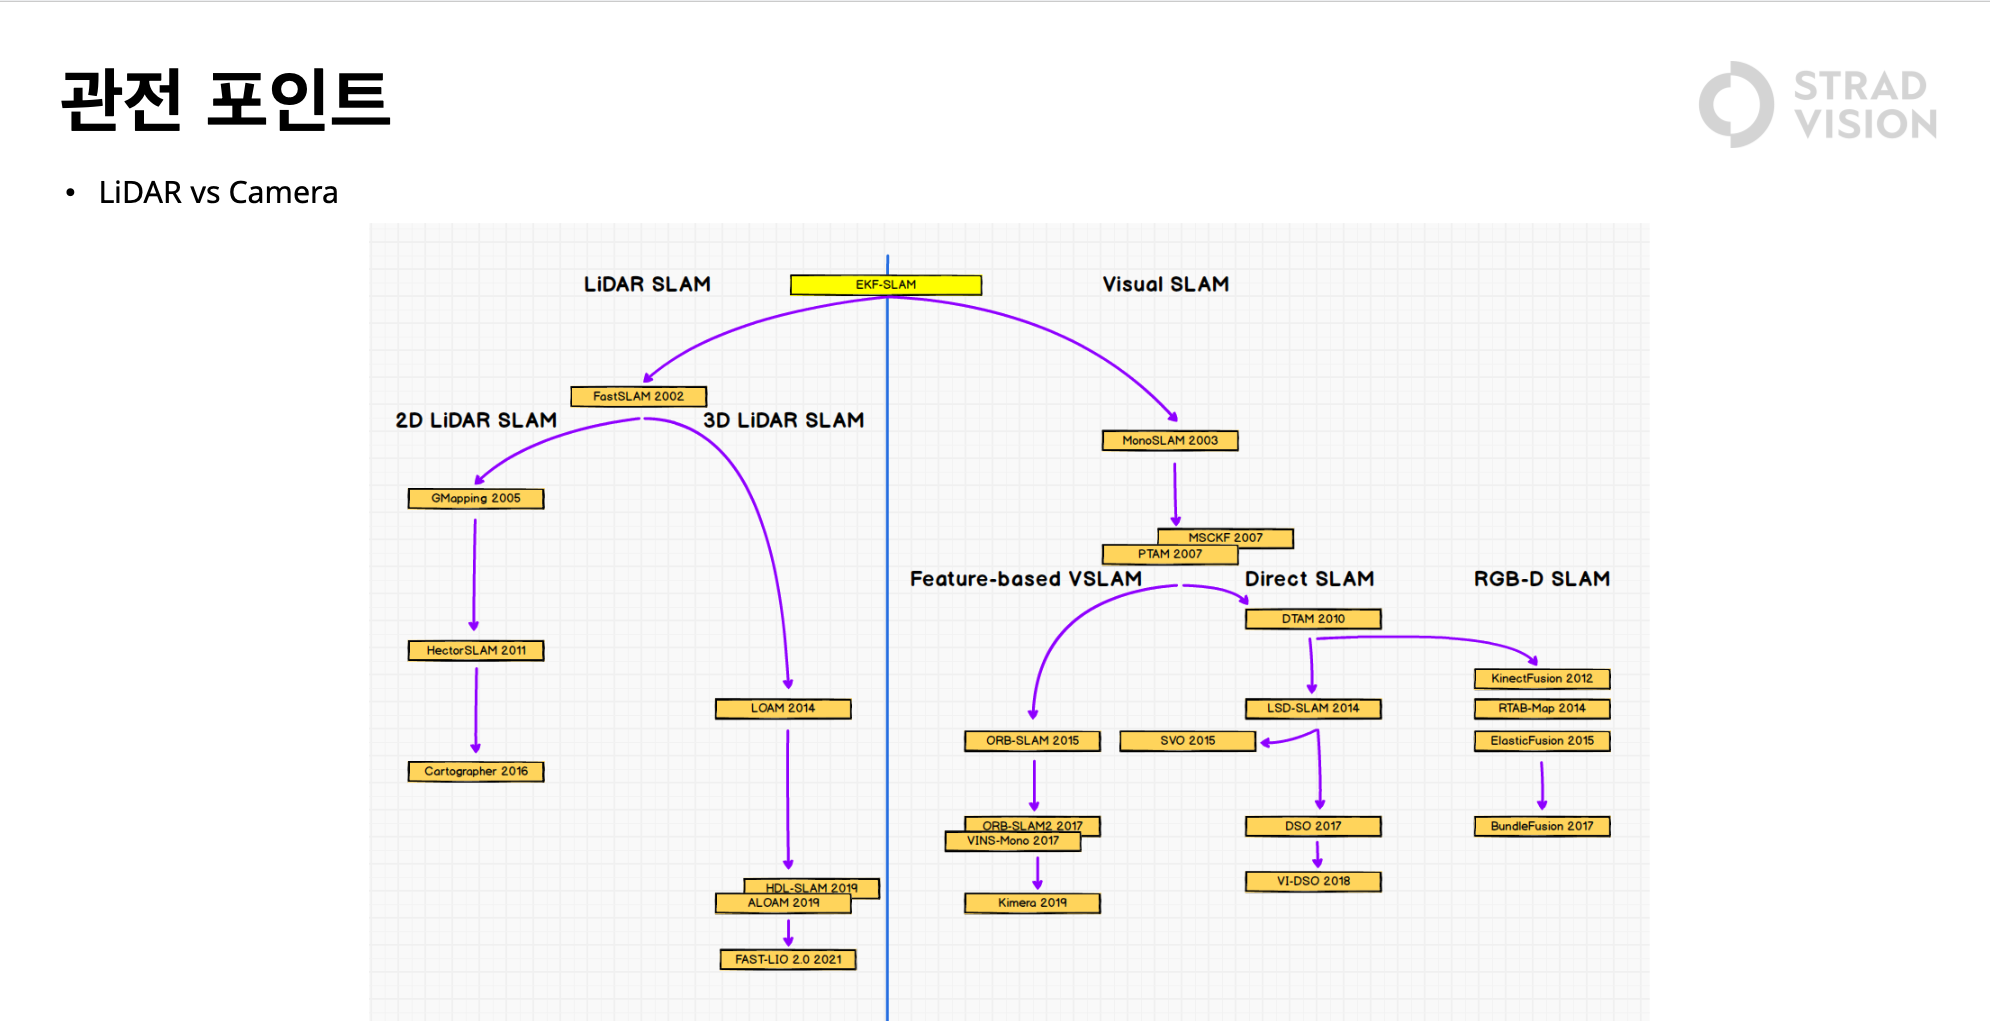 관전 포인트
STRAD
VISION
• LiDAR vs Camera
LiDAR SLAM
EKF-SLAM
Visual SLAM
FastSLAM 2002
2D LiDAR SLAM
3D LiDAR SLAM
MonoSLAM 2003
GMapping 2005
MSCKF 2007
PTAM 2007
Feature-based VSLAM
Direct SLAM
RGB-D SLAM
DTAM 2010
HectorSLAM 2011
KinectFusion 2012
LOAM 2014
LSD-SLAM 2014
RTAB-Map 2014
ORB-SLAM 2015
SVO 2015
ElasticFusion 2015
Cartographer 2016
ORB-SLAM2 2017
VINS-Mono 2017
DSO 2017
BundleFusion 2017
VI-DSO 2018
HDL-SLAM 2019
ALOAM 2019
Kimera 2019
FAST-LIO 2.0 2021